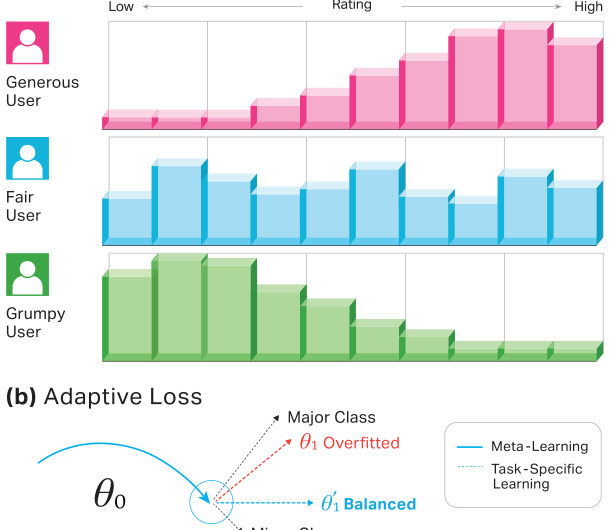 Low Rating High
Generous
User
Fair
User
Grumpy
User
(b) Adaptive Loss
Major Class
θ₁ Overfitted
θ₀
θ₁′ Balanced
Meta-Learning
Task-Specific
Learning